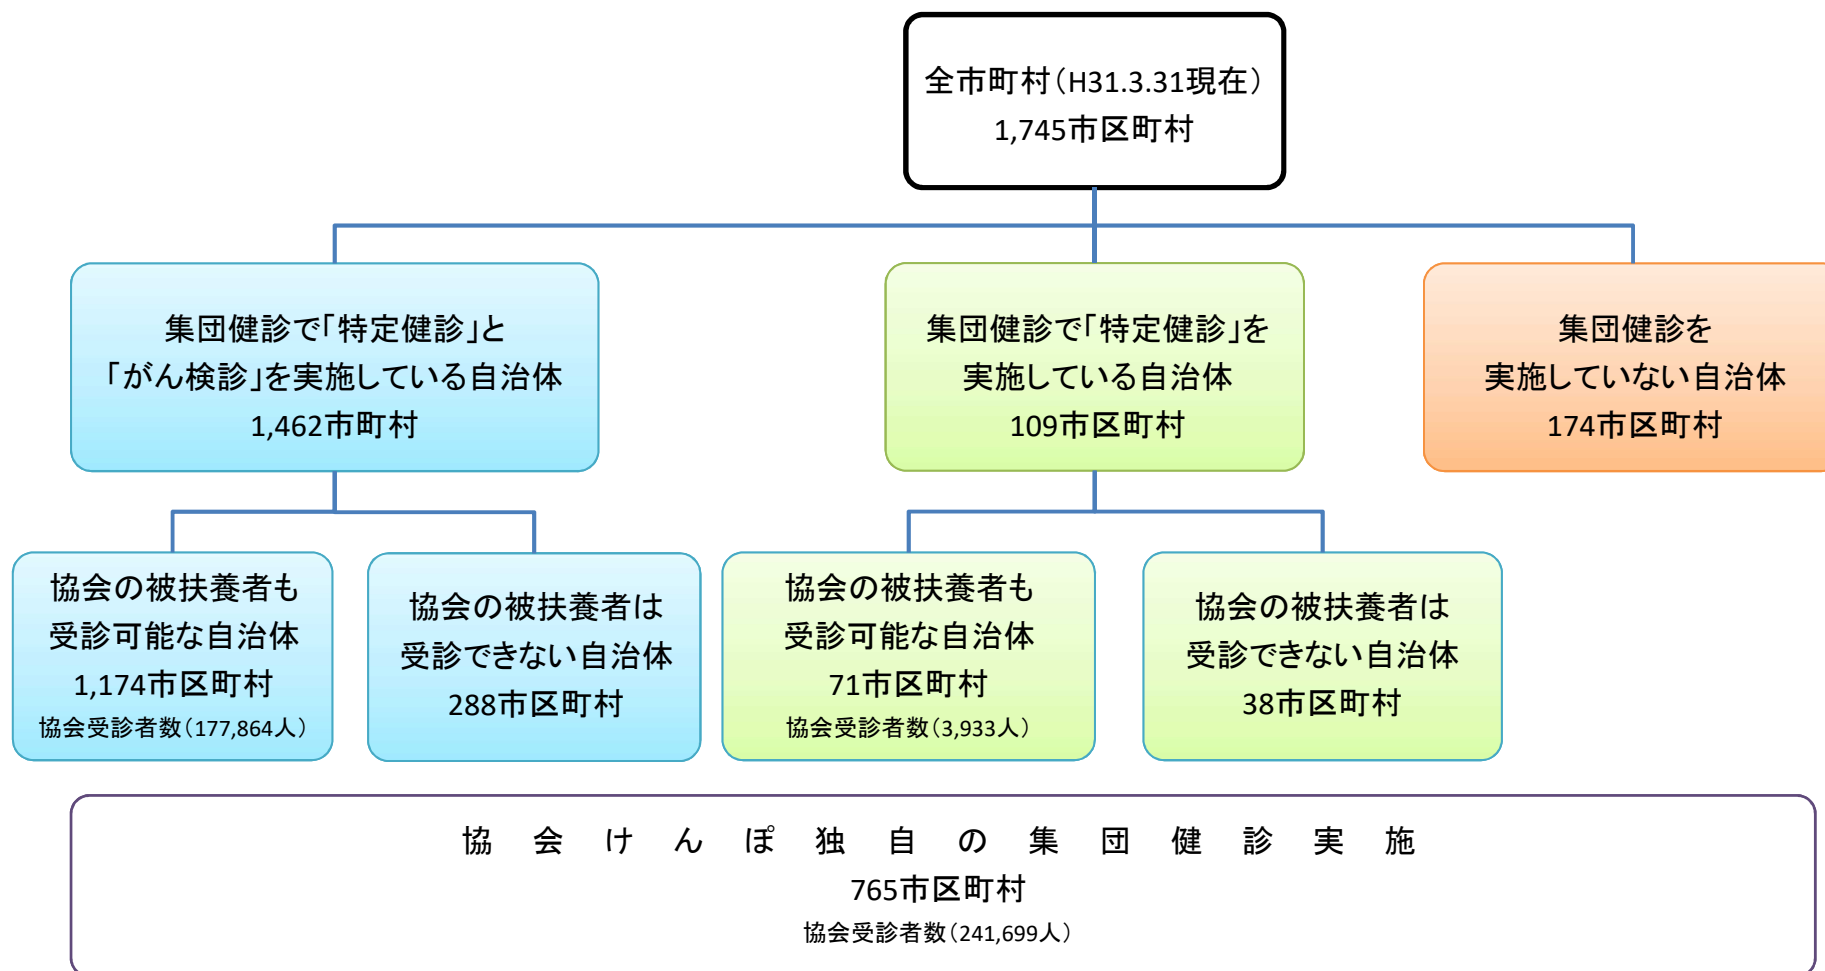 全市町村（H31.3.31現在）
1,745市区町村
集団健診で「特定健診」と
「がん検診」を実施している自治体
1,462市町村
集団健診で「特定健診」を
実施している自治体
109市区町村
集団健診を
実施していない自治体
174市区町村
協会の被扶養者も
受診可能な自治体
1,174市区町村
協会受診者数（177,864人）
協会の被扶養者は
受診できない自治体
288市区町村
協会の被扶養者も
受診可能な自治体
71市区町村
協会受診者数（3,933人）
協会の被扶養者は
受診できない自治体
38市区町村
協会けんぽ独自の集団健診実施
765市区町村
協会受診者数（241,699人）